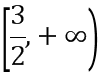 [3/2, +∞)